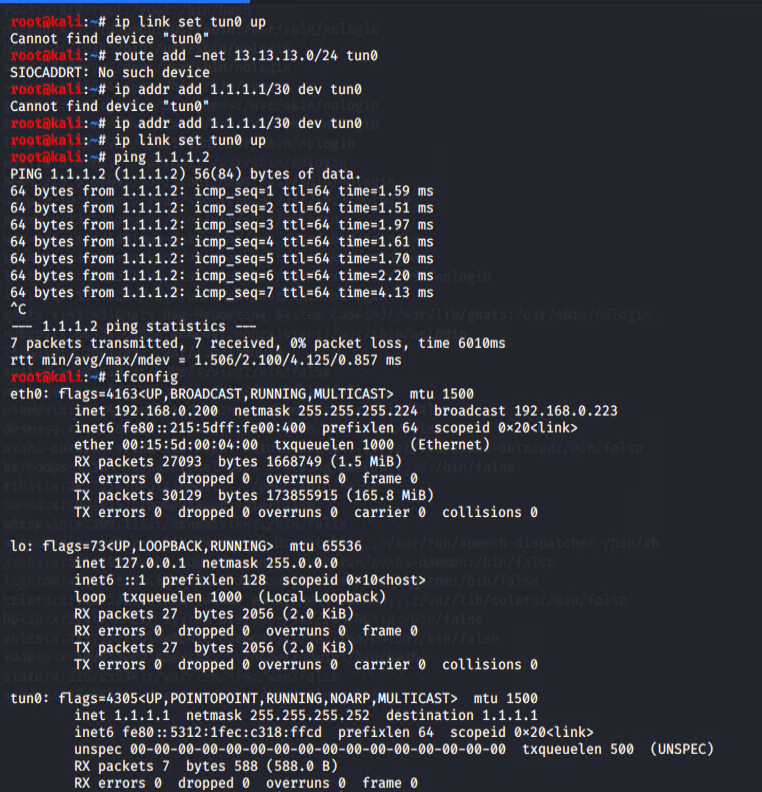 root@kali:~# ip link set tun0 up
Cannot find device "tun0"
root@kali:~# route add -net 13.13.13.0/24 tun0
SIOCADDRT: No such device
root@kali:~# ip addr add 1.1.1.1/30 dev tun0
Cannot find device "tun0"
root@kali:~# ip addr add 1.1.1.1/30 dev tun0
root@kali:~# ip link set tun0 up
root@kali:~# ping 1.1.1.2
PING 1.1.1.2 (1.1.1.2) 56(84) bytes of data.
64 bytes from 1.1.1.2: icmp_seq=1 ttl=64 time=1.59 ms
64 bytes from 1.1.1.2: icmp_seq=2 ttl=64 time=1.51 ms
64 bytes from 1.1.1.2: icmp_seq=3 ttl=64 time=1.97 ms
64 bytes from 1.1.1.2: icmp_seq=4 ttl=64 time=1.61 ms
64 bytes from 1.1.1.2: icmp_seq=5 ttl=64 time=1.70 ms
64 bytes from 1.1.1.2: icmp_seq=6 ttl=64 time=2.20 ms
64 bytes from 1.1.1.2: icmp_seq=7 ttl=64 time=4.13 ms
^C
--- 1.1.1.2 ping statistics ---
7 packets transmitted, 7 received, 0% packet loss, time 6010ms
rtt min/avg/max/mdev = 1.506/2.100/4.125/0.857 ms
root@kali:~# ifconfig
eth0: flags=4163<UP,BROADCAST,RUNNING,MULTICAST>  mtu 1500
        inet 192.168.0.200  netmask 255.255.255.224  broadcast 192.168.0.223
        inet6 fe80::215:5dff:fe00:400  prefixlen 64  scopeid 0×20<link>
        ether 00:15:5d:00:04:00  txqueuelen 1000  (Ethernet)
        RX packets 27093  bytes 1668749 (1.5 MiB)
        RX errors 0  dropped 0  overruns 0  frame 0
        TX packets 30129  bytes 173855915 (165.8 MiB)
        TX errors 0  dropped 0 overruns 0  carrier 0  collisions 0
lo: flags=73<UP,LOOPBACK,RUNNING>  mtu 65536
        inet 127.0.0.1  netmask 255.0.0.0
        inet6 ::1  prefixlen 128  scopeid 0×10<host>
        loop  txqueuelen 1000  (Local Loopback)
        RX packets 27  bytes 2056 (2.0 KiB)
        RX errors 0  dropped 0  overruns 0  frame 0
        TX packets 27  bytes 2056 (2.0 KiB)
        TX errors 0  dropped 0 overruns 0  carrier 0  collisions 0
tun0: flags=4305<UP,POINTOPOINT,RUNNING,NOARP,MULTICAST>  mtu 1500
        inet 1.1.1.1  netmask 255.255.255.252  destination 1.1.1.1
        inet6 fe80::5312:1fec:c318:ffcd  prefixlen 64  scopeid 0×20<link>
        unspec 00-00-00-00-00-00-00-00-00-00-00-00-00-00-00-00  txqueuelen 500  (UNSPEC)
        RX packets 7  bytes 588 (588.0 B)
        RX errors 0  dropped 0  overruns 0  frame 0